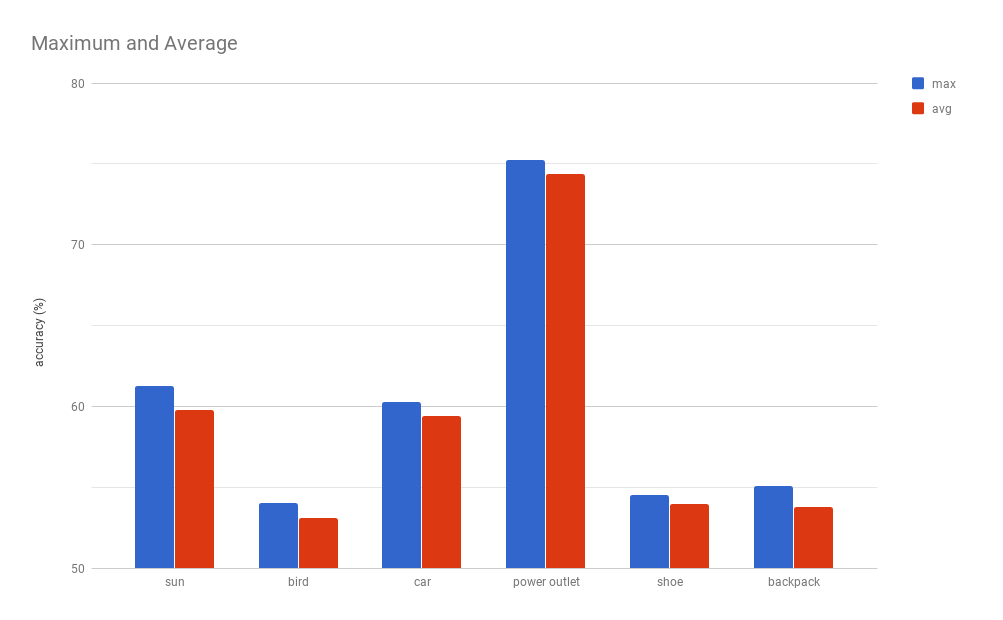 Maximum and Average
80
70
60
50
accuracy (%)
max
avg
sun
bird
car
power outlet
shoe
backpack